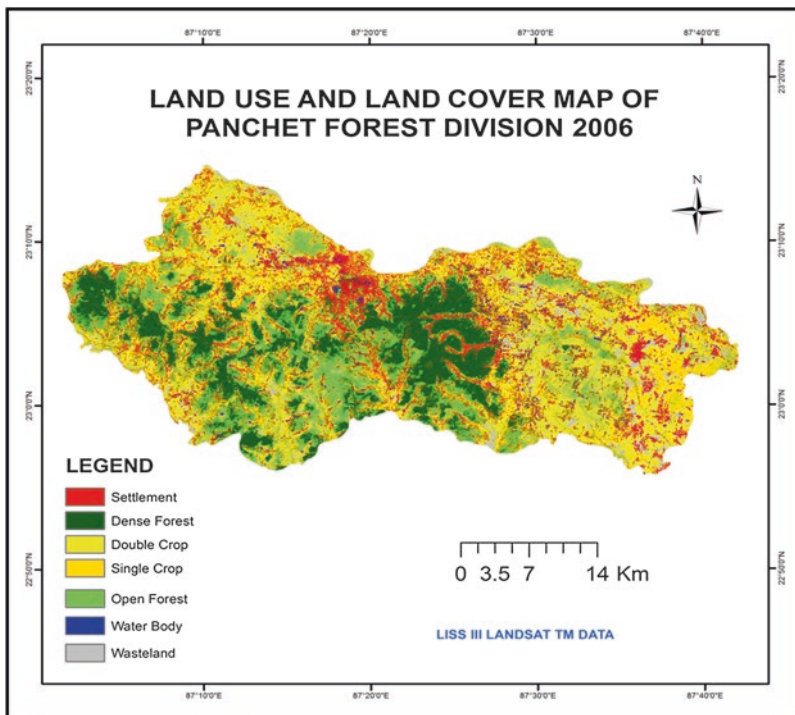 87°10'0"E 87°20'0"E 87°30'0"E 87°40'0"E
23°20'0"N 23°20'0"N
LAND USE AND LAND COVER MAP OF
PANCHET FOREST DIVISION 2006
N
23°10'0"N 23°10'0"N
23°0'0"N 23°0'0"N
LEGEND
Settlement
Dense Forest
Double Crop
Single Crop
Open Forest
Water Body
Wasteland
0 3.5 7 14 Km
22°50'0"N 22°50'0"N
LISS III LANDSAT TM DATA
87°10'0"E 87°20'0"E 87°30'0"E 87°40'0"E